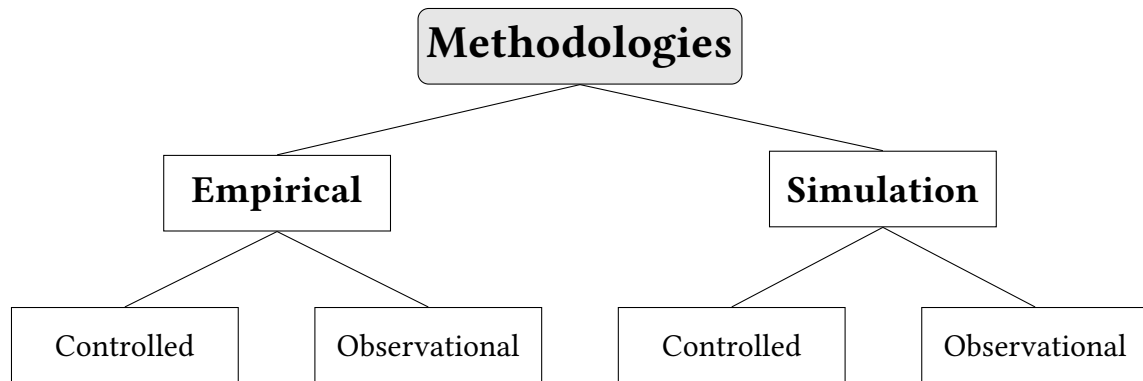 Methodologies
Empirical
Simulation
Controlled
Observational
Controlled
Observational